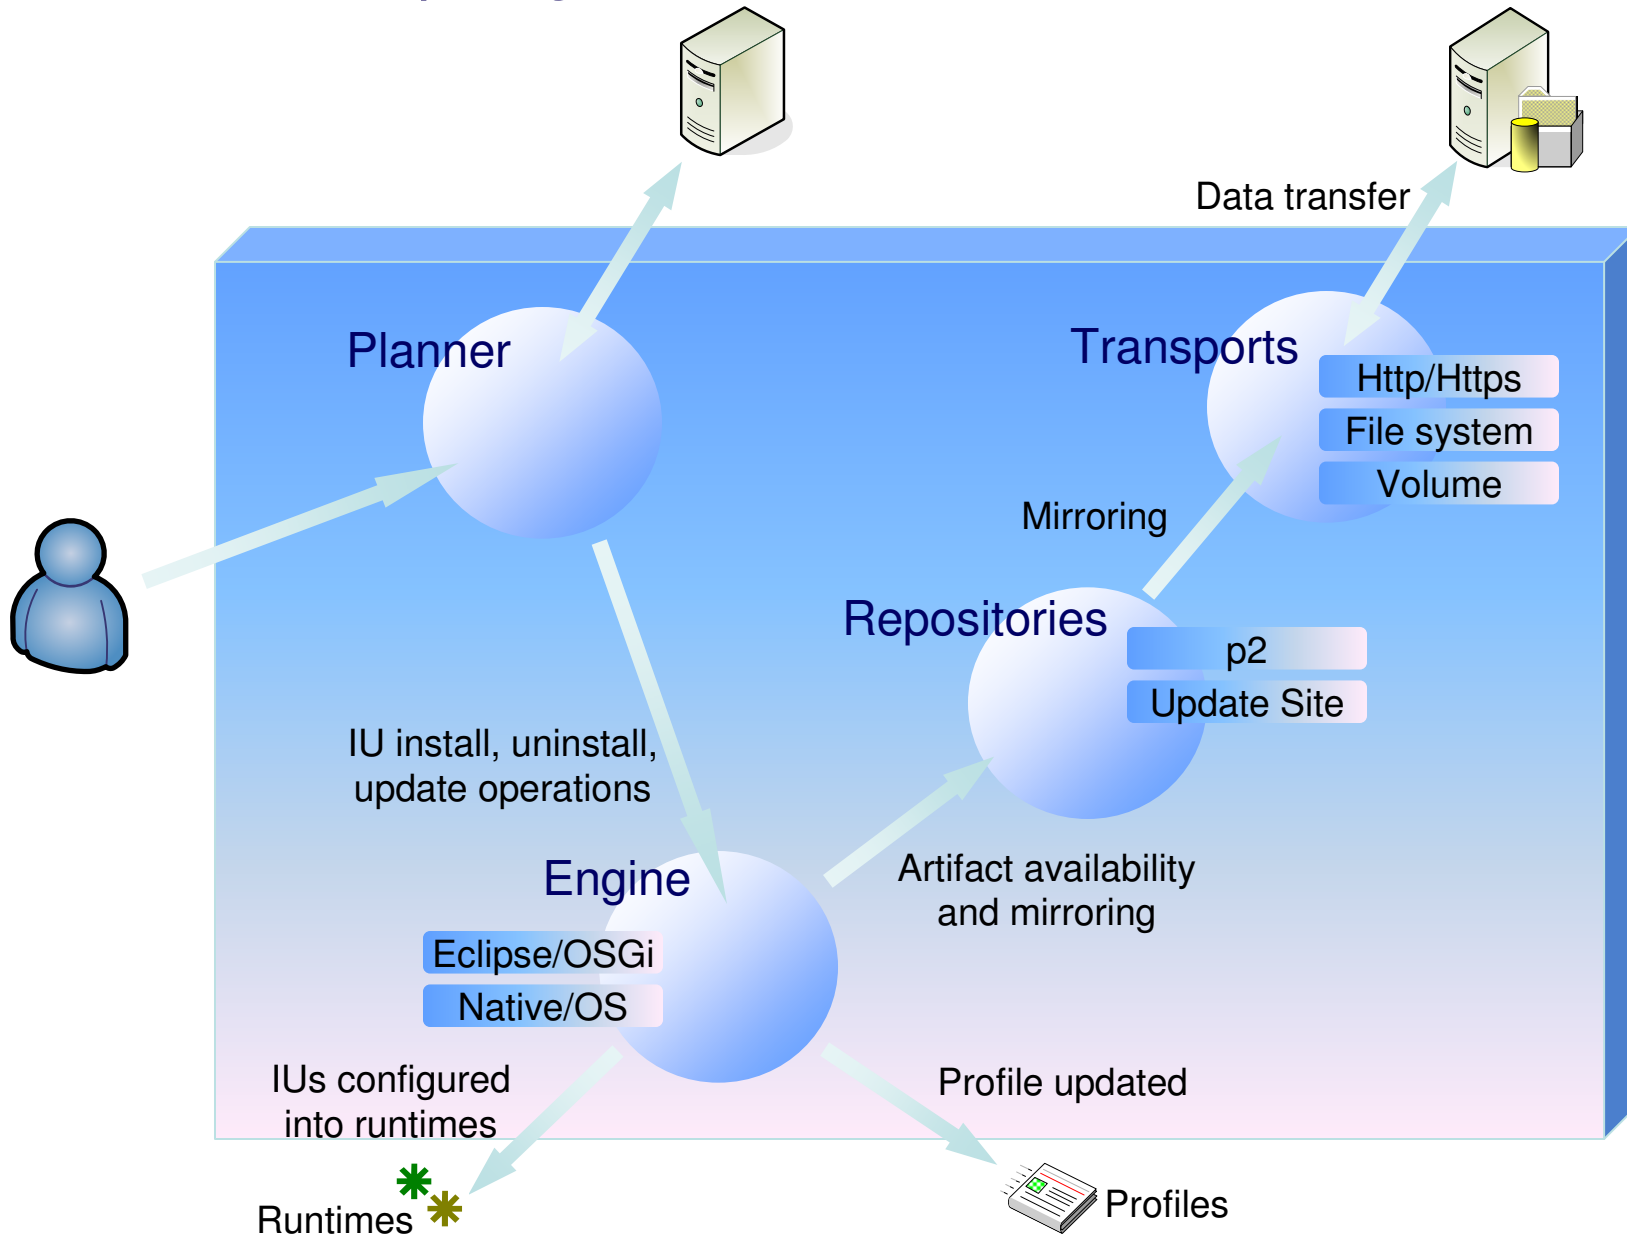 Data transfer
Planner
Transports
Http/Https
File system
Volume
Mirroring
Repositories
p2
Update Site
IU install, uninstall,
update operations
Engine
Artifact availability
and mirroring
Eclipse/OSGi
Native/OS
IUs configured
into runtimes
Profile updated
Runtimes
Profiles